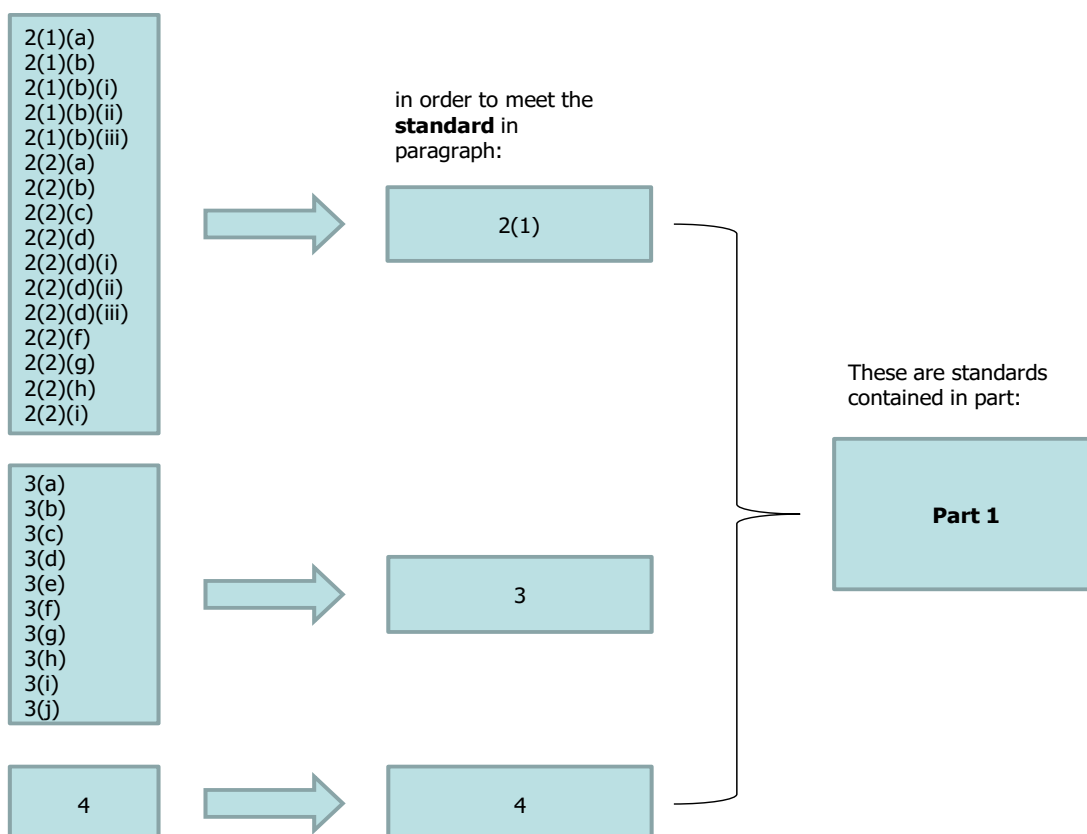 2(1)(a)
2(1)(b)
2(1)(b)(i)
2(1)(b)(ii)
2(1)(b)(iii)
2(2)(a)
2(2)(b)
2(2)(c)
2(2)(d)
2(2)(d)(i)
2(2)(d)(ii)
2(2)(d)(iii)
2(2)(f)
2(2)(g)
2(2)(h)
2(2)(i)
in order to meet the
standard in
paragraph:
2(1)
These are standards
contained in part:
Part 1
3(a)
3(b)
3(c)
3(d)
3(e)
3(f)
3(g)
3(h)
3(i)
3(j)
3
4
4